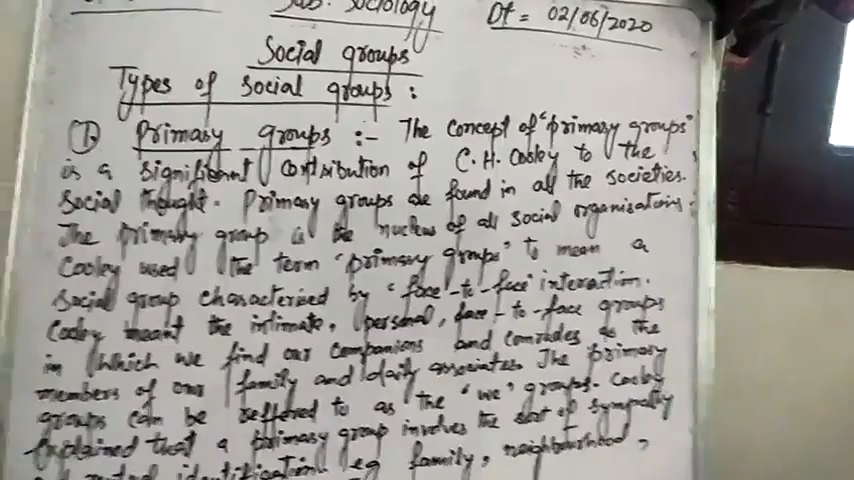 Sub: Sociology
Dt = 02/06/2020
Social groups
Types of social groups :
① Primary groups :- The concept of "primary groups"
is a significant contribution of C.H. Cooley to the
social thought. Primary groups are found in all the societies.
The primary group is the nucleus of all social organisations.
Cooley used the term "primary groups" to mean a
social group characterised by "face-to-face" interaction.
Cooley meant the intimate, personal, face-to-face groups
in which we find our companions and comrades as the
members of our family and daily associates. The primary
groups can be reffered to as the "we" groups. Cooley
explained that a primary group involves the sort of sympathy
and mutual identification. eg family, neighbourhood,